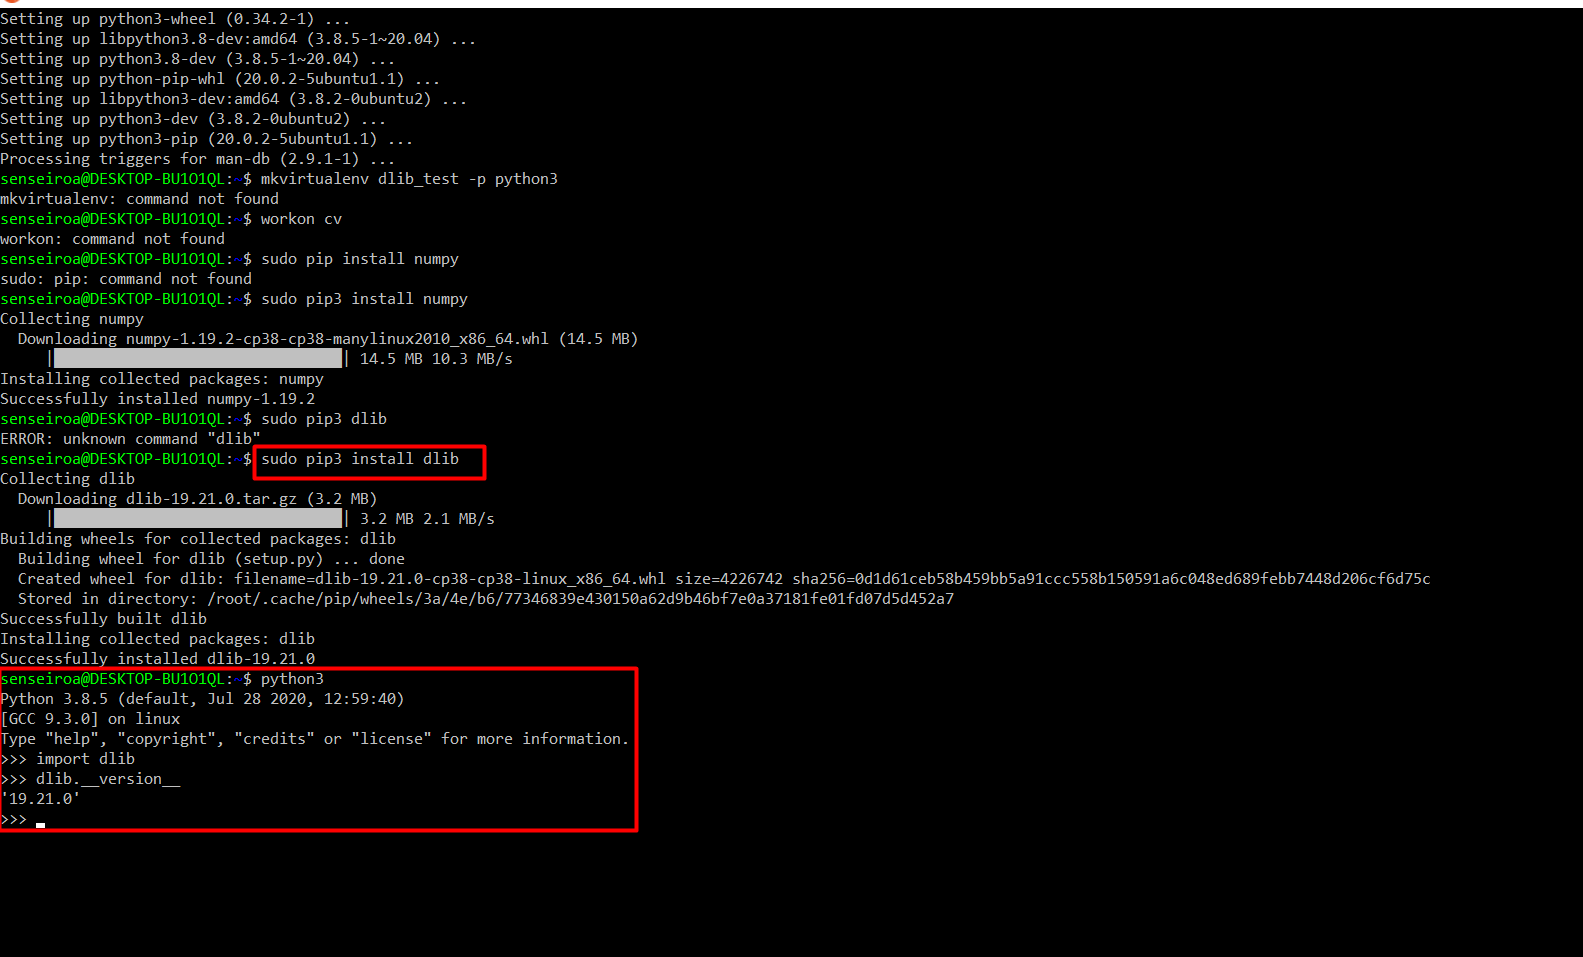 Setting up python3-wheel (0.34.2-1) ...
Setting up libpython3.8-dev:amd64 (3.8.5-1~20.04) ...
Setting up python3.8-dev (3.8.5-1~20.04) ...
Setting up python-pip-whl (20.0.2-5ubuntu1.1) ...
Setting up libpython3-dev:amd64 (3.8.2-0ubuntu2) ...
Setting up python3-dev (3.8.2-0ubuntu2) ...
Setting up python3-pip (20.0.2-5ubuntu1.1) ...
Processing triggers for man-db (2.9.1-1) ...
senseiroa@DESKTOP-BU1O1QL:~$ mkvirtualenv dlib_test -p python3
mkvirtualenv: command not found
senseiroa@DESKTOP-BU1O1QL:~$ workon cv
workon: command not found
senseiroa@DESKTOP-BU1O1QL:~$ sudo pip install numpy
sudo: pip: command not found
senseiroa@DESKTOP-BU1O1QL:~$ sudo pip3 install numpy
Collecting numpy
  Downloading numpy-1.19.2-cp38-cp38-manylinux2010_x86_64.whl (14.5 MB)
     |████████████████████████████████| 14.5 MB 10.3 MB/s
Installing collected packages: numpy
Successfully installed numpy-1.19.2
senseiroa@DESKTOP-BU1O1QL:~$ sudo pip3 dlib
ERROR: unknown command "dlib"
senseiroa@DESKTOP-BU1O1QL:~$ sudo pip3 install dlib
Collecting dlib
  Downloading dlib-19.21.0.tar.gz (3.2 MB)
     |████████████████████████████████| 3.2 MB 2.1 MB/s
Building wheels for collected packages: dlib
  Building wheel for dlib (setup.py) ... done
  Created wheel for dlib: filename=dlib-19.21.0-cp38-cp38-linux_x86_64.whl size=4226742 sha256=0d1d61ceb58b459bb5a91ccc558b150591a6c048ed689febb7448d206cf6d75c
  Stored in directory: /root/.cache/pip/wheels/3a/4e/b6/77346839e430150a62d9b46bf7e0a37181fe01fd07d5d452a7
Successfully built dlib
Installing collected packages: dlib
Successfully installed dlib-19.21.0
senseiroa@DESKTOP-BU1O1QL:~$ python3
Python 3.8.5 (default, Jul 28 2020, 12:59:40)
[GCC 9.3.0] on linux
Type "help", "copyright", "credits" or "license" for more information.
>>> import dlib
>>> dlib.__version__
'19.21.0'
>>>